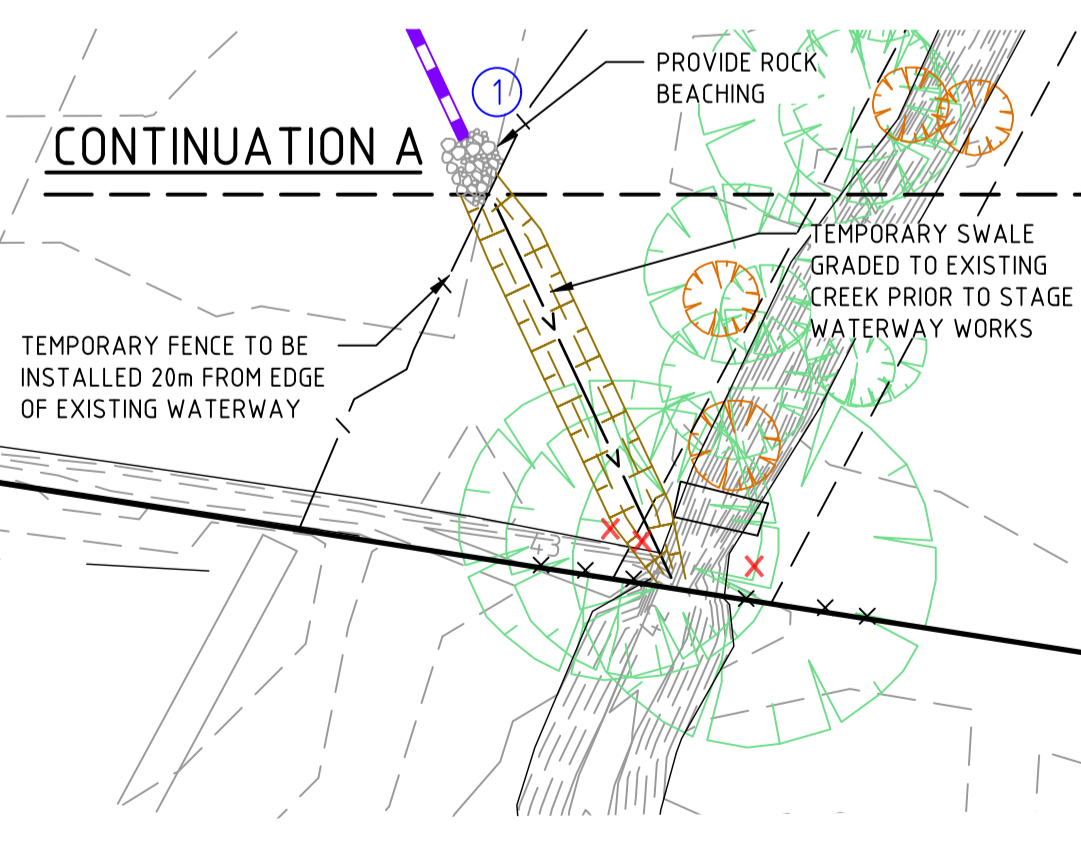 PROVIDE ROCK
BEACHING
1
CONTINUATION A
TEMPORARY SWALE
GRADED TO EXISTING
CREEK PRIOR TO STAGE
WATERWAY WORKS
TEMPORARY FENCE TO BE
INSTALLED 20m FROM EDGE
OF EXISTING WATERWAY
43